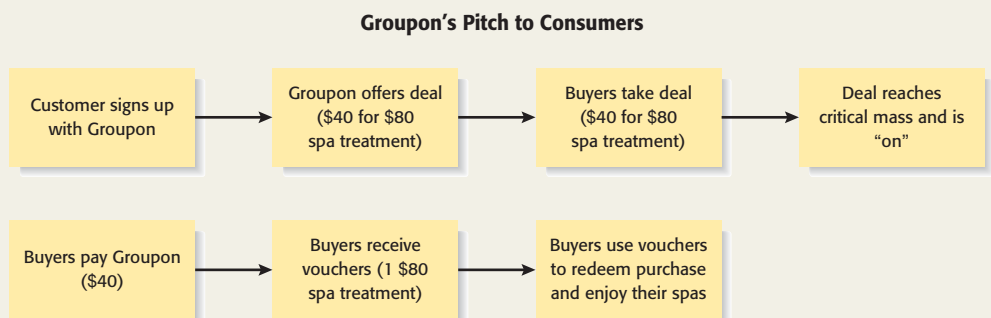 Groupon's Pitch to Consumers
Customer signs up
with Groupon
Groupon offers deal
($40 for $80
spa treatment)
Buyers take deal
($40 for $80
spa treatment)
Deal reaches
critical mass and is
“on”
Buyers pay Groupon
($40)
Buyers receive
vouchers (1 $80
spa treatment)
Buyers use vouchers
to redeem purchase
and enjoy their spas